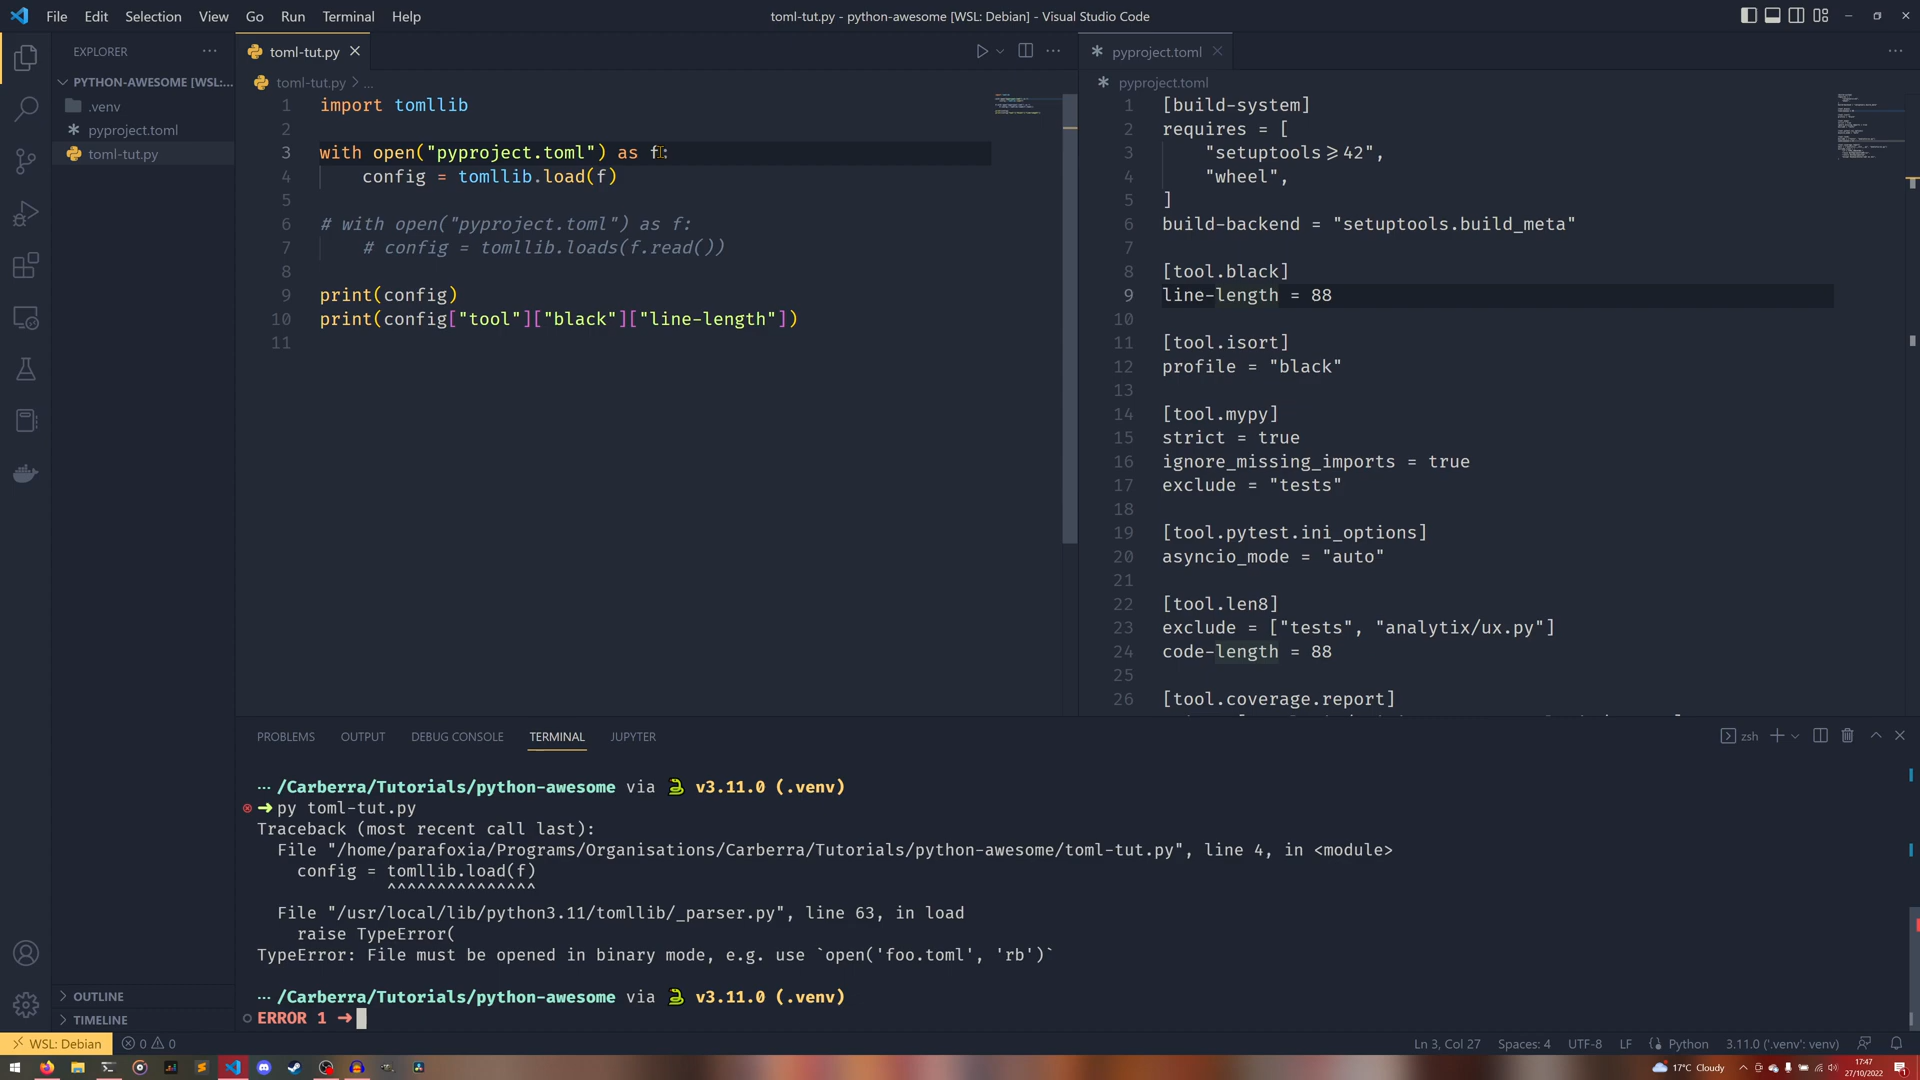 File Edit Selection View Go Run Terminal Help
toml-tut.py - python-awesome [WSL: Debian] - Visual Studio Code
EXPLORER
PYTHON-AWESOME [WSL:...
.venv
pyproject.toml
toml-tut.py
OUTLINE
TIMELINE
toml-tut.py
toml-tut.py > ...
1 import tomllib
2
3 with open("pyproject.toml") as f:
4 config = tomllib.load(f)
5
6 # with open("pyproject.toml") as f:
7 # config = tomllib.loads(f.read())
8
9 print(config)
10 print(config["tool"]["black"]["line-length"])
11
pyproject.toml
pyproject.toml
1 [build-system]
2 requires = [
3 "setuptools>=42",
4 "wheel",
5 ]
6 build-backend = "setuptools.build_meta"
7
8 [tool.black]
9 line-length = 88
10
11 [tool.isort]
12 profile = "black"
13
14 [tool.mypy]
15 strict = true
16 ignore_missing_imports = true
17 exclude = "tests"
18
19 [tool.pytest.ini_options]
20 asyncio_mode = "auto"
21
22 [tool.len8]
23 exclude = ["tests", "analytix/ux.py"]
24 code-length = 88
25
26 [tool.coverage.report]
PROBLEMS OUTPUT DEBUG CONSOLE TERMINAL JUPYTER
zsh
··· /Carberra/Tutorials/python-awesome via v3.11.0 (.venv)
➜ py toml-tut.py
Traceback (most recent call last):
File "/home/parafoxia/Programs/Organisations/Carberra/Tutorials/python-awesome/toml-tut.py", line 4, in <module>
config = tomllib.load(f)
^^^^^^^^^^^^^^^
File "/usr/local/lib/python3.11/tomllib/_parser.py", line 63, in load
raise TypeError(
TypeError: File must be opened in binary mode, e.g. use `open('foo.toml', 'rb')`
··· /Carberra/Tutorials/python-awesome via v3.11.0 (.venv)
ERROR 1 ➜
WSL: Debian 0 0
Ln 3, Col 27 Spaces: 4 UTF-8 LF Python 3.11.0 ('.venv': venv)
17°C Cloudy
17:47
27/10/2022